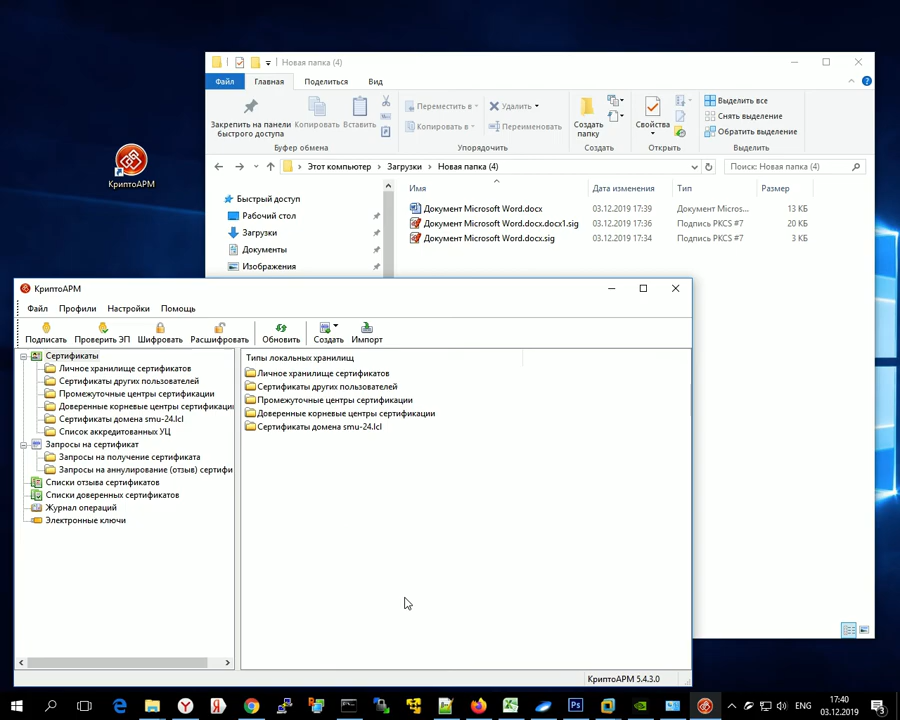 Новая папка (4)
Файл Главная Поделиться Вид
Закрепить на панели быстрого доступа
Копировать
Вставить
Переместить в
Копировать в
Удалить
Переименовать
Создать папку
Свойства
Выделить все
Снять выделение
Обратить выделение
Буфер обмена Упорядочить Создать Открыть Выделить
Этот компьютер Загрузки Новая папка (4)
Поиск: Новая папка (4)
Имя Дата изменения Тип Размер
Быстрый доступ
Рабочий стол
Загрузки
Документы
Изображения
Документ Microsoft Word.docx 03.12.2019 17:39 Документ Micros... 13 КБ
Документ Microsoft Word.docx.docx1.sig 03.12.2019 17:36 Подпись PKCS #7 20 КБ
Документ Microsoft Word.docx.sig 03.12.2019 17:34 Подпись PKCS #7 3 КБ
КриптоАРМ
КриптоАРМ
Файл Профили Настройки Помощь
Подписать Проверить ЭП Шифровать Расшифровать Обновить Создать Импорт
Сертификаты
Личное хранилище сертификатов
Сертификаты других пользователей
Промежуточные центры сертификации
Доверенные корневые центры сертификации
Сертификаты домена smu-24.lcl
Список аккредитованных УЦ
Запросы на сертификат
Запросы на получение сертификата
Запросы на аннулирование (отзыв) сертифи
Списки отзыва сертификатов
Списки доверенных сертификатов
Журнал операций
Электронные ключи
Типы локальных хранилищ
Личное хранилище сертификатов
Сертификаты других пользователей
Промежуточные центры сертификации
Доверенные корневые центры сертификации
Сертификаты домена smu-24.lcl
КриптоАРМ 5.4.3.0
ENG
17:40
03.12.2019
3